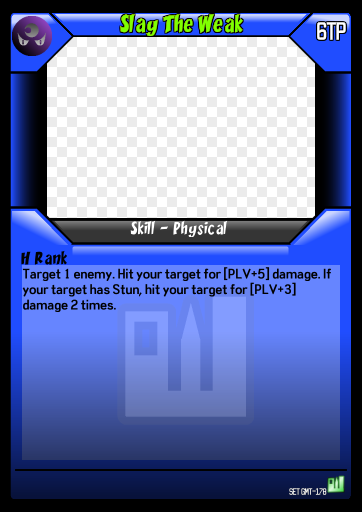 Slay The Weak
6TP
Skill - Physical
H Rank
Target 1 enemy. Hit your target for [PLV+5] damage. If
your target has Stun, hit your target for [PLV+3]
damage 2 times.
SET GMT-178